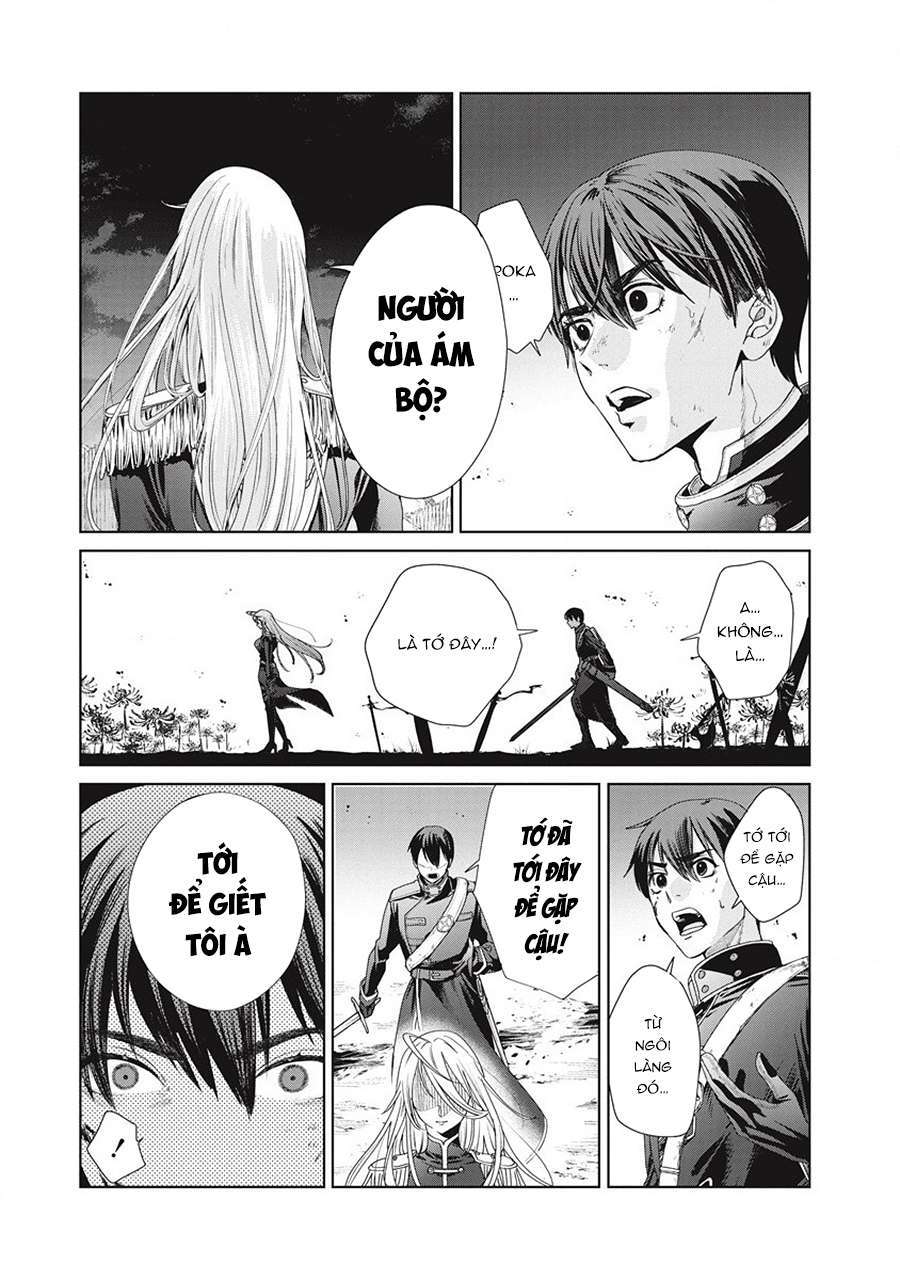 ROKA
...
NGƯỜI
CỦA ÁM
BỘ?
A...
KHÔNG...
LÀ...
LÀ TỚ ĐÂY...!
TỚ TỚI
ĐỂ GẶP
CẬU...
TỪ
NGÔI
LÀNG
ĐÓ...
TỚ ĐÃ
TỚI ĐÂY
ĐỂ GẶP
CẬU!
TỚI
ĐỂ GIẾT
TÔI À
!